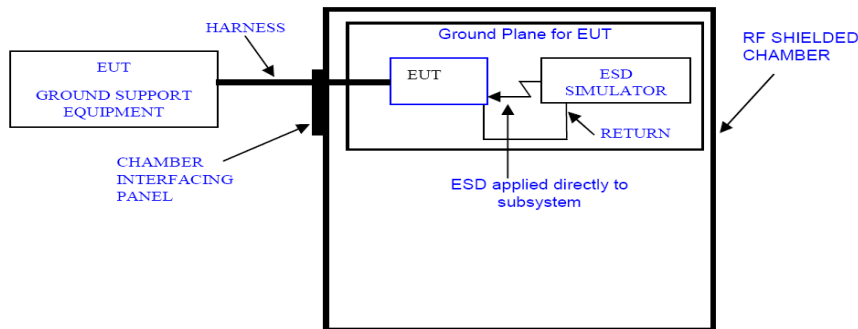 HARNESS
Ground Plane for EUT
RF SHIELDED
CHAMBER
EUT
GROUND SUPPORT
EQUIPMENT
EUT
ESD
SIMULATOR
RETURN
CHAMBER
INTERFACING
PANEL
ESD applied directly to
subsystem